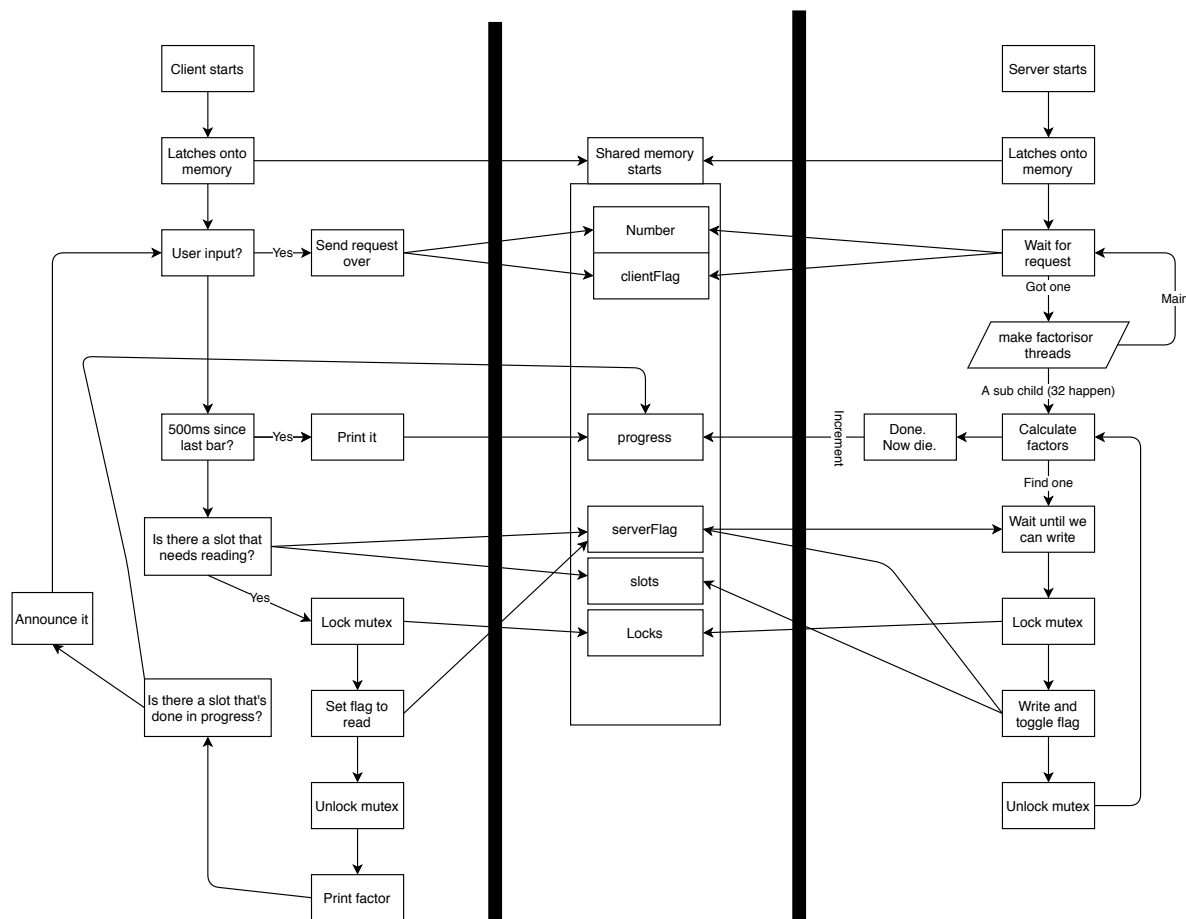 Client starts
Server starts
Latches onto
memory
Shared memory
starts
Latches onto
memory
User input?
Yes
Send request
over
Number
clientFlag
Wait for
request
Got one
Main
make factorisor
threads
A sub child (32 happen)
500ms since
last bar?
Yes
Print it
progress
Increment
Done.
Now die.
Calculate
factors
Find one
Is there a slot that
needs reading?
serverFlag
Wait until we
can write
slots
Yes
Announce it
Lock mutex
Locks
Lock mutex
Is there a slot that's
done in progress?
Set flag to
read
Write and
toggle flag
Unlock mutex
Unlock mutex
Print factor